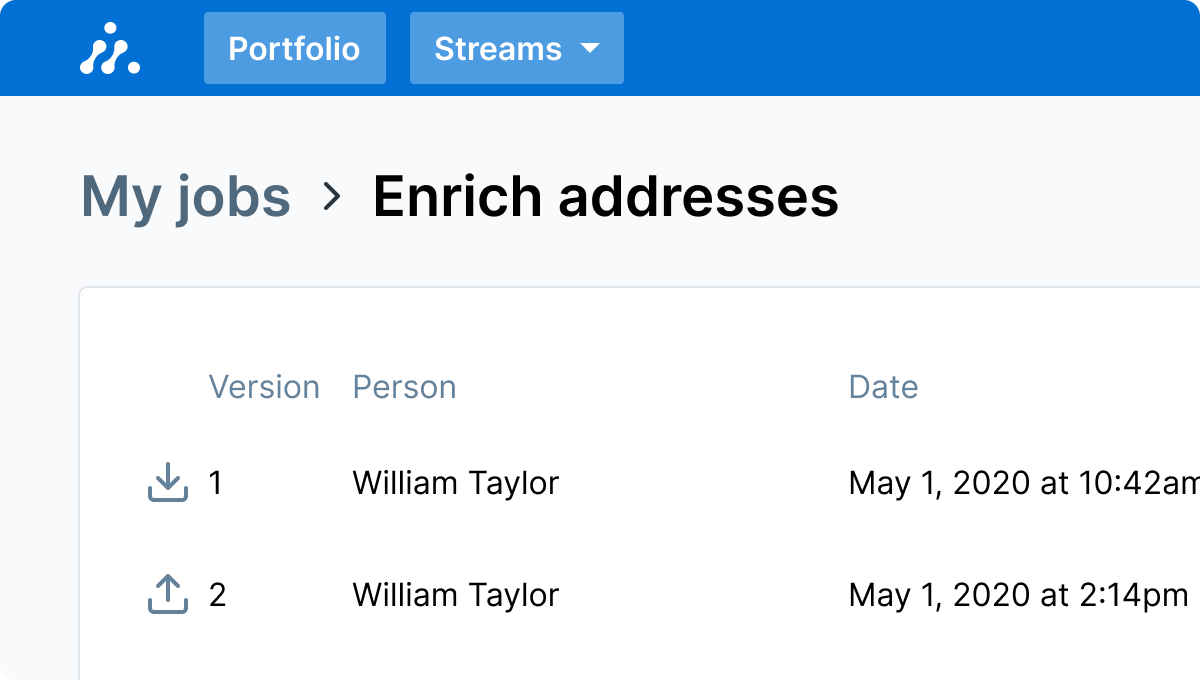 Portfolio Streams
My jobs > Enrich addresses
Version Person Date
1 William Taylor May 1, 2020 at 10:42am
2 William Taylor May 1, 2020 at 2:14pm